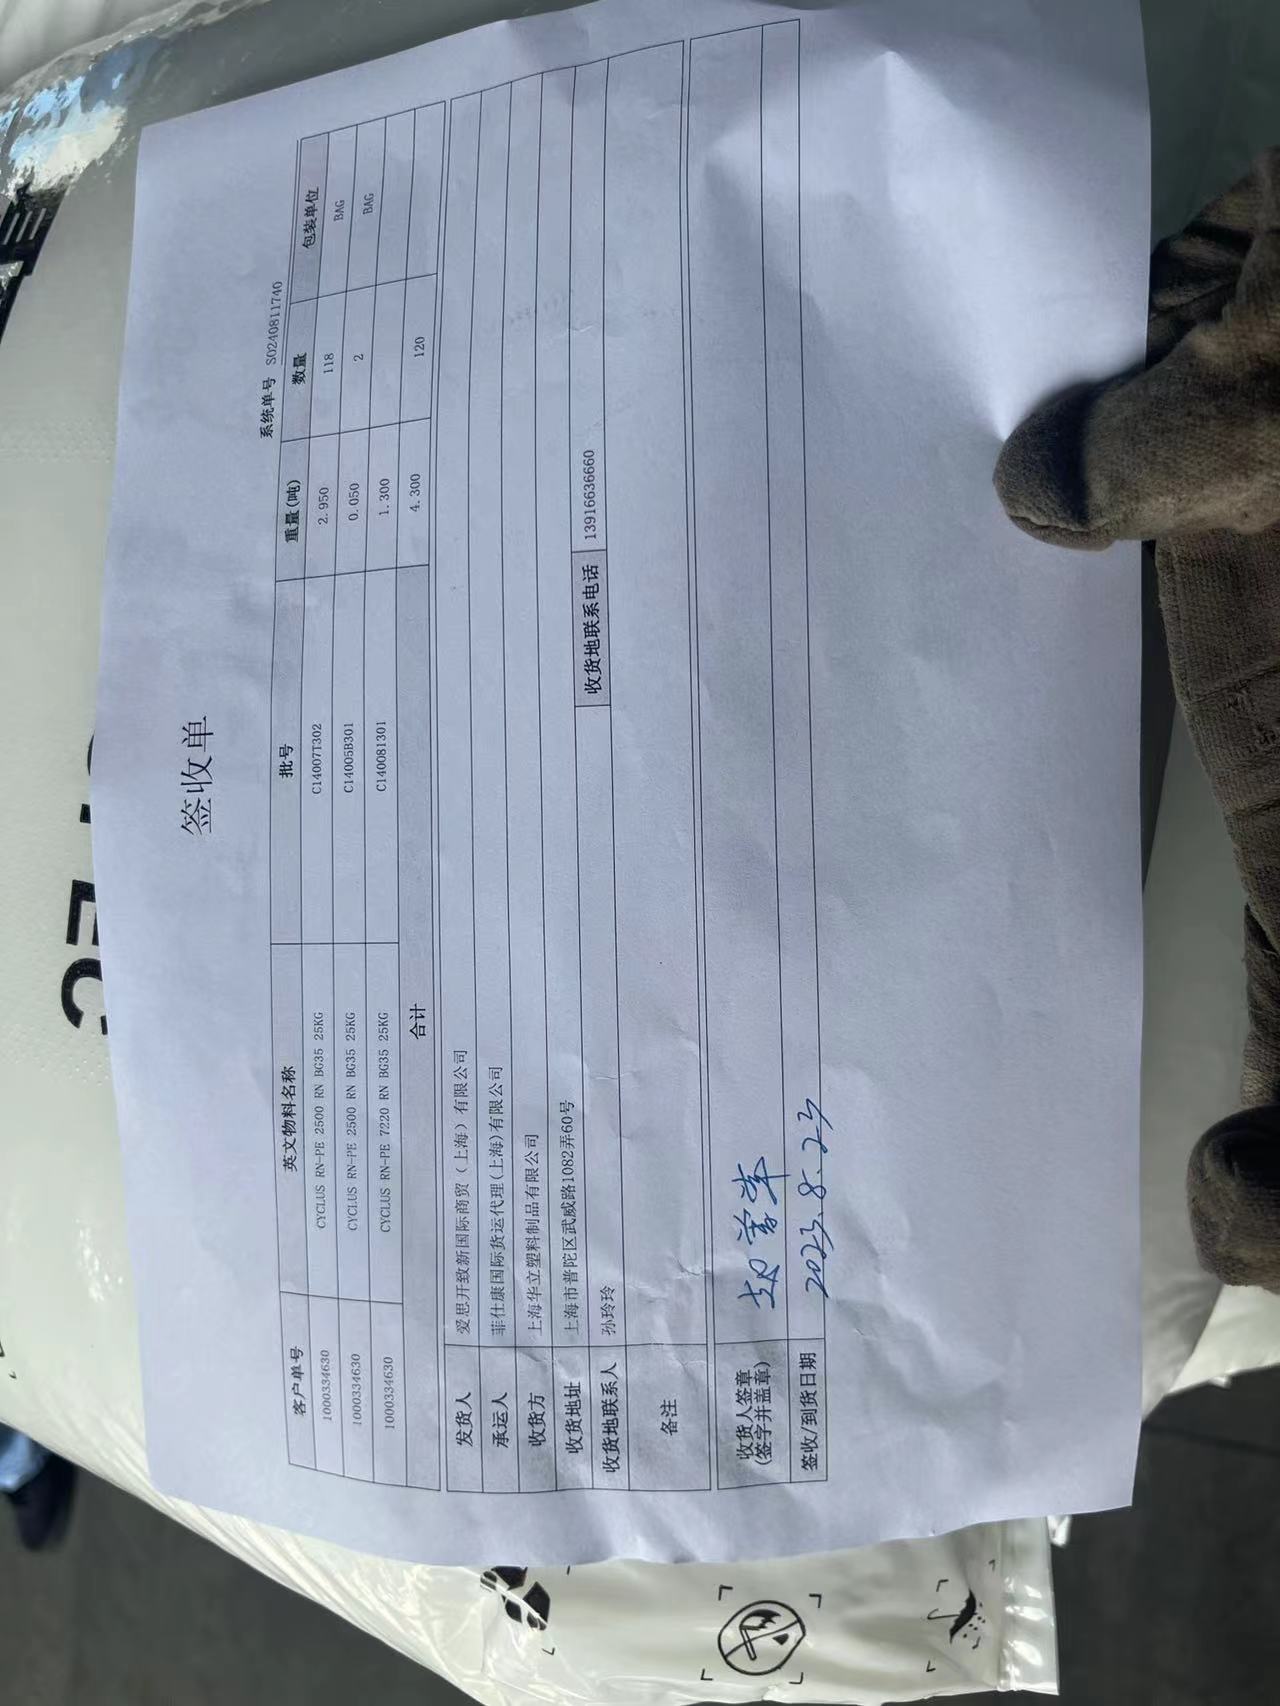 签收单
系统单号 S0240811740
客户单号 英文物料名称 批号 重量(吨) 数量 包装单位
1000334630 CYCLUS RN-PE 2500 RN BG35 25KG C14007T302 2.950 118 BAG
1000334630 CYCLUS RN-PE 2500 RN BG35 25KG C14005B301 0.050 2 BAG
1000334630 CYCLUS RN-PE 7220 RN BG35 25KG C140081301 1.300
合计 4.300 120
发货人 爱思开致新国际商贸（上海）有限公司
承运人 菲仕康国际货运代理(上海)有限公司
收货方 上海华立塑料制品有限公司
收货地址 上海市普陀区武威路1082弄60号
收货地联系人 孙玲玲 收货地联系电话 13916636660
备注
收货人签章
(签字并盖章)
签收/到货日期 2023.8.23